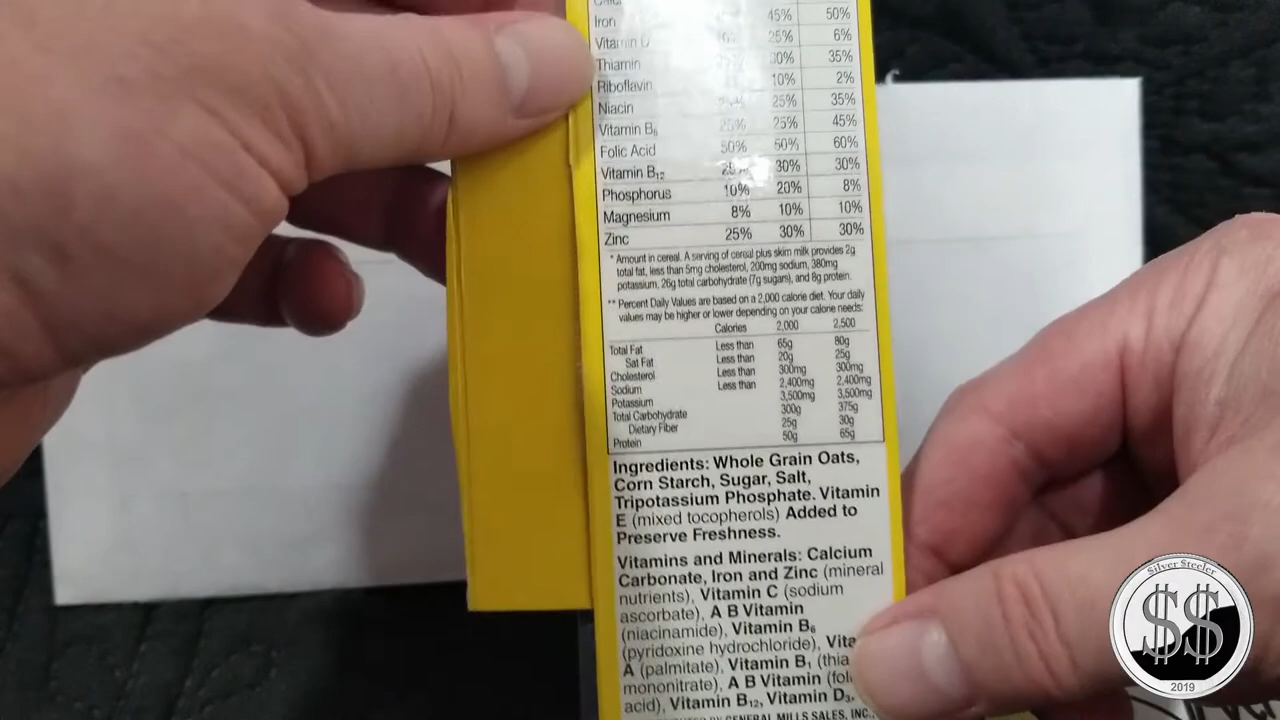 Iron 45% 50%
Vitamin D 25% 6%
Thiamin 30% 35%
Riboflavin 10% 2%
Niacin 25% 35%
Vitamin B6 25% 25% 45%
Folic Acid 50% 50% 60%
Vitamin B12 30% 30%
Phosphorus 10% 20% 8%
Magnesium 8% 10% 10%
Zinc 25% 30% 30%
* Amount in cereal. A serving of cereal plus skim milk provides 2g
total fat, less than 5mg cholesterol, 200mg sodium, 380mg
potassium, 26g total carbohydrate (7g sugars), and 8g protein.
** Percent Daily Values are based on a 2,000 calorie diet. Your daily
values may be higher or lower depending on your calorie needs:
Calories 2,000 2,500
Total Fat Less than 65g 80g
Sat Fat Less than 20g 25g
Cholesterol Less than 300mg 300mg
Sodium Less than 2,400mg 2,400mg
Potassium 3,500mg 3,500mg
Total Carbohydrate 300g 375g
Dietary Fiber 25g 30g
Protein 50g 65g
Ingredients: Whole Grain Oats,
Corn Starch, Sugar, Salt,
Tripotassium Phosphate. Vitamin
E (mixed tocopherols) Added to
Preserve Freshness.
Vitamins and Minerals: Calcium
Carbonate, Iron and Zinc (mineral
nutrients), Vitamin C (sodium
ascorbate), A B Vitamin
(niacinamide), Vitamin B6
(pyridoxine hydrochloride), Vita
A (palmitate), Vitamin B1 (thia
mononitrate), A B Vitamin (foli
acid), Vitamin B12, Vitamin D3.
GENERAL MILLS SALES, INC.,
Silver Steeler
$$
2019